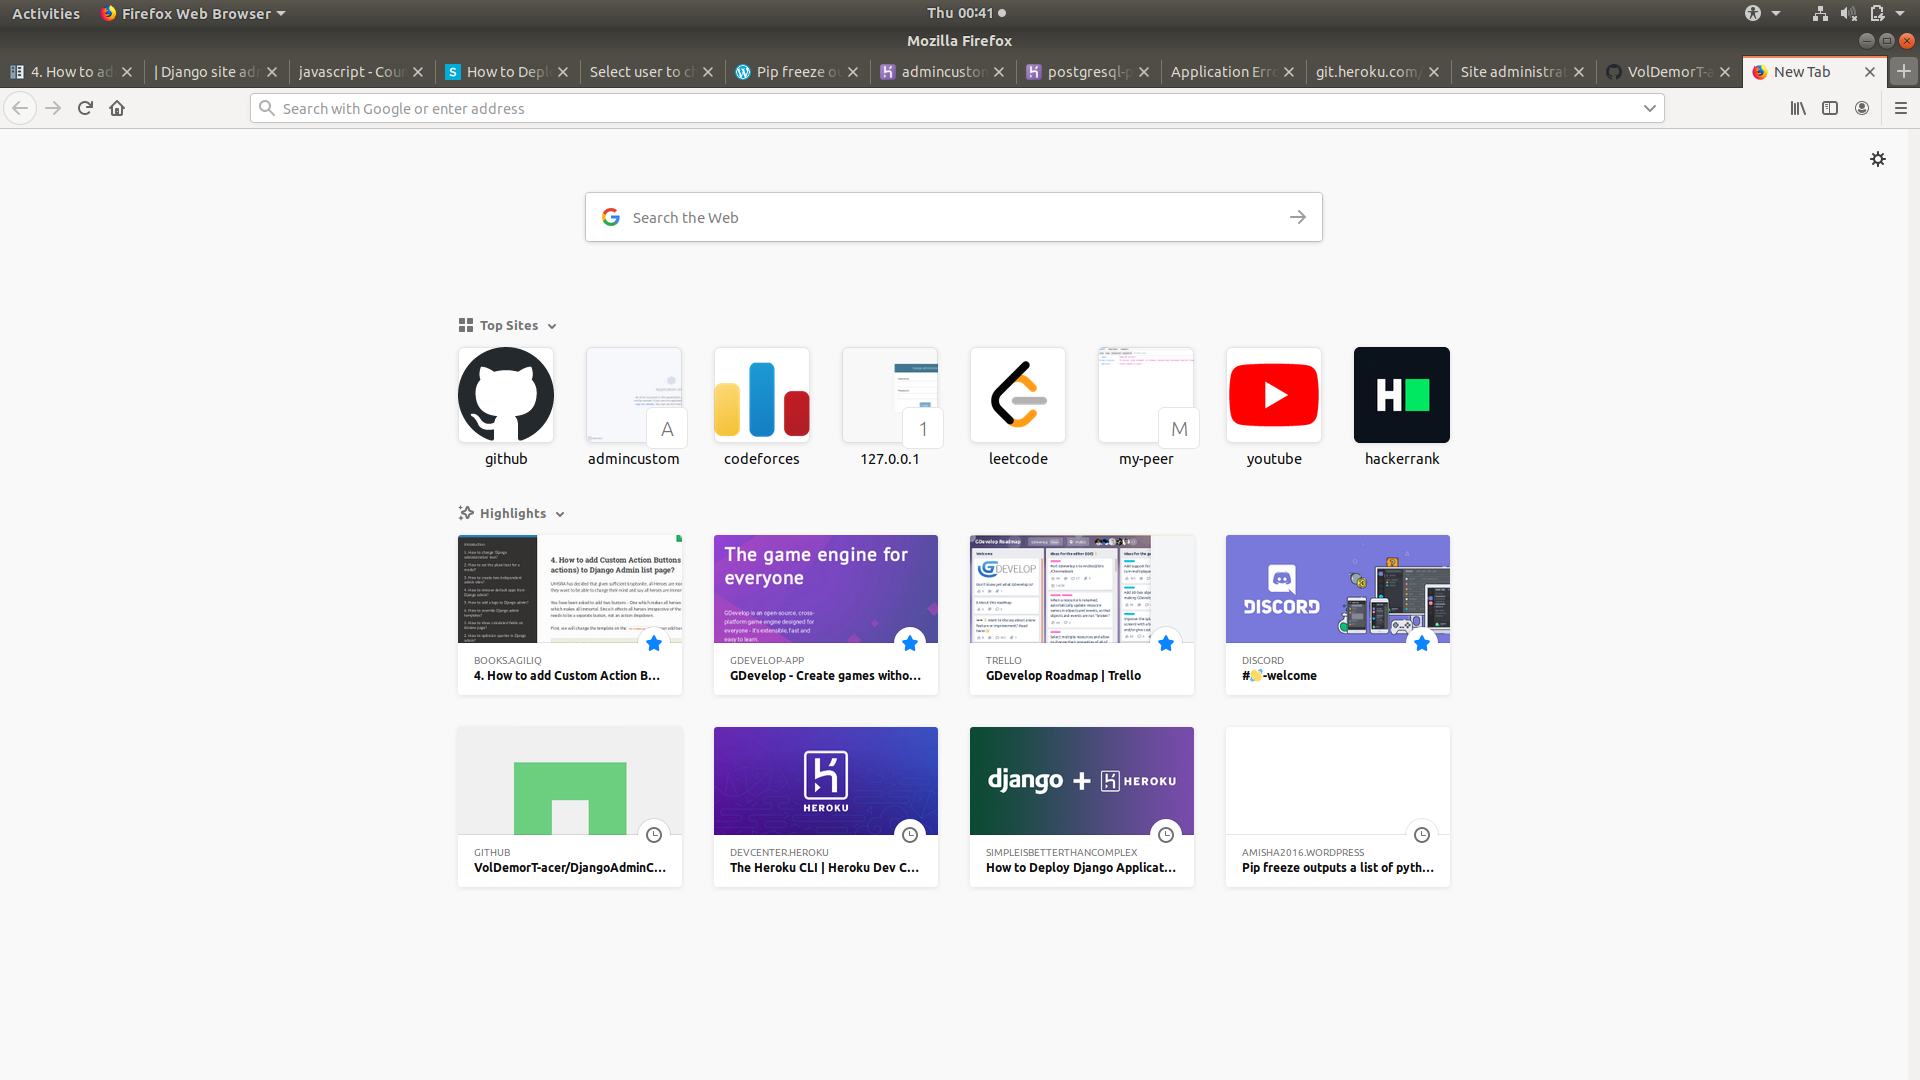 Activities
Firefox Web Browser
Thu 00:41
Mozilla Firefox
4. How to ad
| Django site adm
javascript - Cour
How to Depl
Select user to ch
Pip freeze ou
admincustom
postgresql-p
Application Erro
git.heroku.com/
Site administrat
VolDemorT-a
New Tab
Search with Google or enter address
Search the Web
Top Sites
A
1
M
github
admincustom
codeforces
127.0.0.1
leetcode
my-peer
youtube
hackerrank
Highlights
4. How to add Custom Action Buttons
actions) to Django Admin list page?
The game engine for
everyone
GDevelop is an open-source, cross-
platform game engine designed for
everyone - it's extensible, fast and
easy to learn.
GDevelop Roadmap
GDEVELOP
DISCORD
BOOKS.AGILIQ
4. How to add Custom Action B...
GDEVELOP-APP
GDevelop - Create games witho...
TRELLO
GDevelop Roadmap | Trello
DISCORD
#👋-welcome
HEROKU
django + HEROKU
GITHUB
VolDemorT-acer/DjangoAdminC...
DEVCENTER.HEROKU
The Heroku CLI | Heroku Dev C...
SIMPLEISBETTERTHANCOMPLEX
How to Deploy Django Applicat...
AMISHA2016.WORDPRESS
Pip freeze outputs a list of pyth...